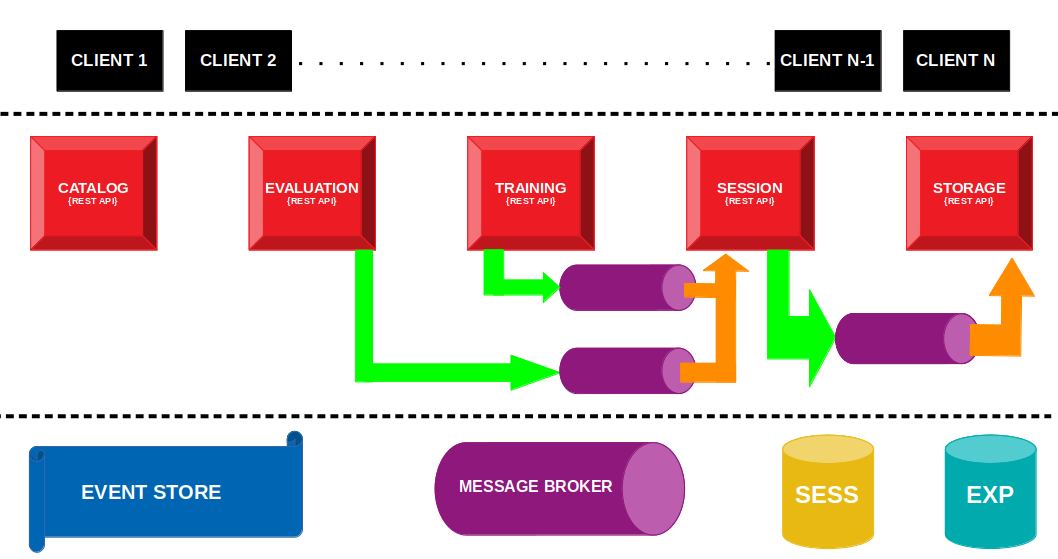 CLIENT 1
CLIENT 2
CLIENT N-1
CLIENT N
CATALOG
{REST API}
EVALUATION
{REST API}
TRAINING
{REST API}
SESSION
{REST API}
STORAGE
{REST API}
EVENT STORE
MESSAGE BROKER
SESS
EXP